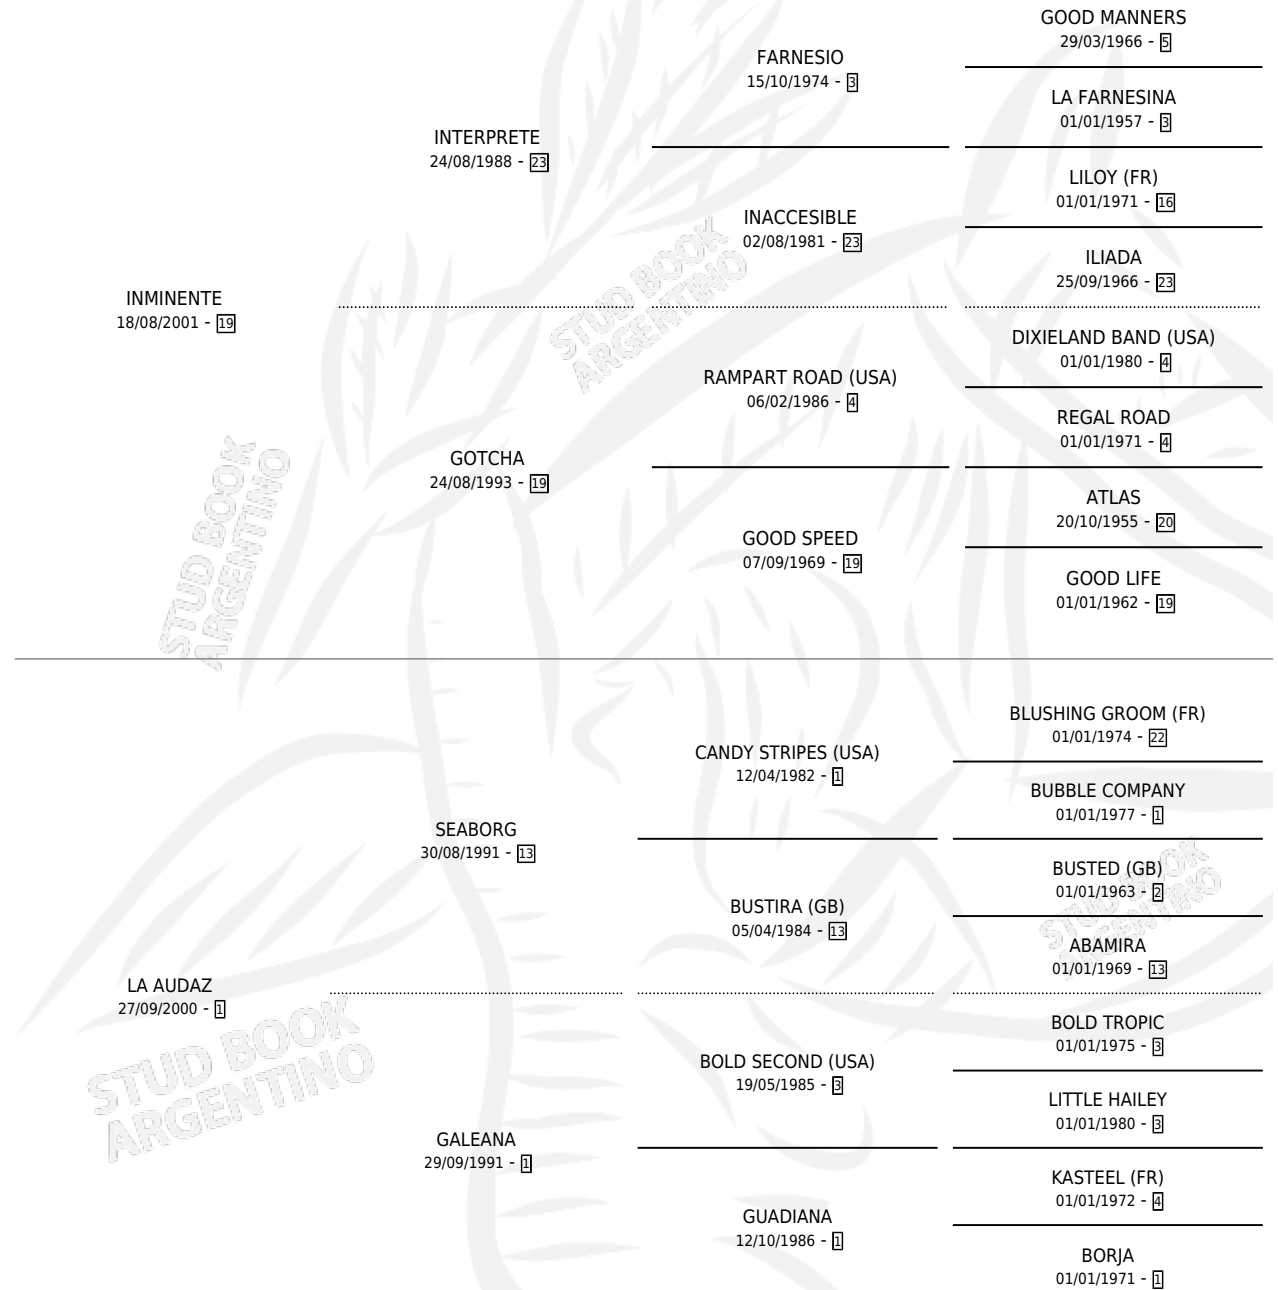 GOOD MANNERS
29/03/1966 - 5
FARNESIO
15/10/1974 - 3
LA FARNESINA
01/01/1957 - 3
INTERPRETE
24/08/1988 - 23
LILOY (FR)
01/01/1971 - 16
INACCESIBLE
02/08/1981 - 23
ILIADA
25/09/1966 - 23
INMINENTE
18/08/2001 - 19
DIXIELAND BAND (USA)
01/01/1980 - 4
RAMPART ROAD (USA)
06/02/1986 - 4
REGAL ROAD
01/01/1971 - 4
GOTCHA
24/08/1993 - 19
ATLAS
20/10/1955 - 20
GOOD SPEED
07/09/1969 - 19
GOOD LIFE
01/01/1962 - 19
BLUSHING GROOM (FR)
01/01/1974 - 22
CANDY STRIPES (USA)
12/04/1982 - 1
BUBBLE COMPANY
01/01/1977 - 1
SEABORG
30/08/1991 - 13
BUSTED (GB)
01/01/1963 - 2
BUSTIRA (GB)
05/04/1984 - 13
ABAMIRA
01/01/1969 - 13
LA AUDAZ
27/09/2000 - 1
BOLD TROPIC
01/01/1975 - 3
BOLD SECOND (USA)
19/05/1985 - 3
LITTLE HAILEY
01/01/1980 - 3
GALEANA
29/09/1991 - 1
KASTEEL (FR)
01/01/1972 - 4
GUADIANA
12/10/1986 - 1
BORJA
01/01/1971 - 1
STUD BOOK
ARGENTINO
STUD BOOK
ARGENTINO
STUD BOOK
ARGENTINO
STUD BOOK
ARGENTINO